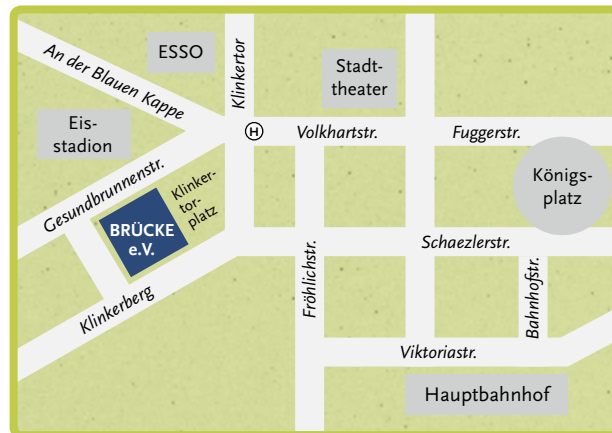 An der Blauen Kappe
ESSO
Klinkertor
Stadt-
theater
Eis-
stadion
H
Volkhartstr.
Fuggerstr.
Gesundbrunnenstr.
Klinker-
tor-
platz
Königs-
platz
BRÜCKE
e.V.
Klinkerberg
Fröhlichstr.
Schaezlerstr.
Bahnhofstr.
Viktoriastr.
Hauptbahnhof